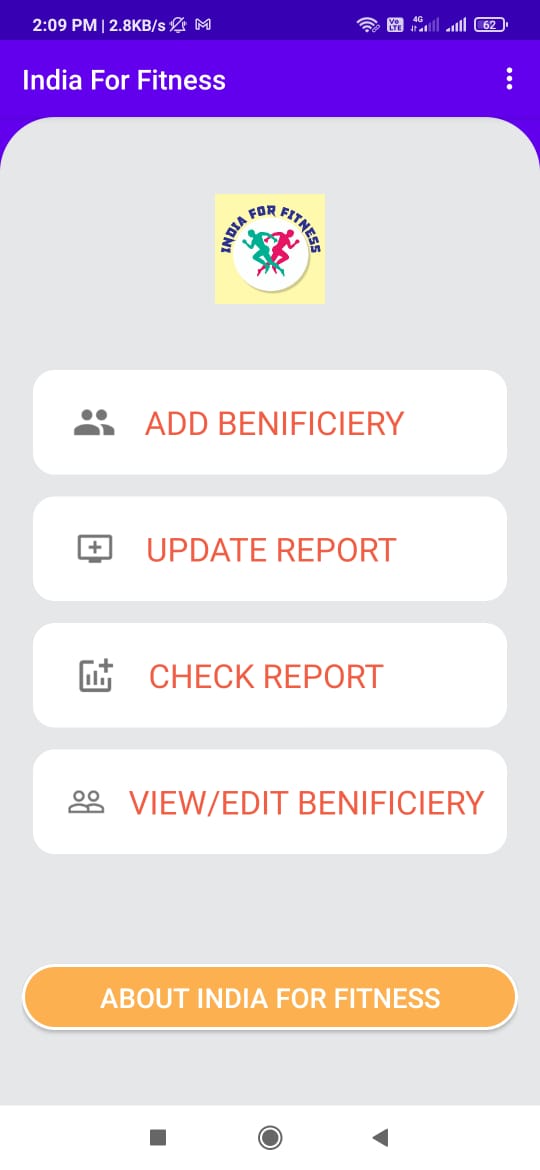 2:09 PM | 2.8KB/s
Vo LTE 4G 62
India For Fitness
INDIA FOR FITNESS
ADD BENIFICIERY
UPDATE REPORT
CHECK REPORT
VIEW/EDIT BENIFICIERY
ABOUT INDIA FOR FITNESS